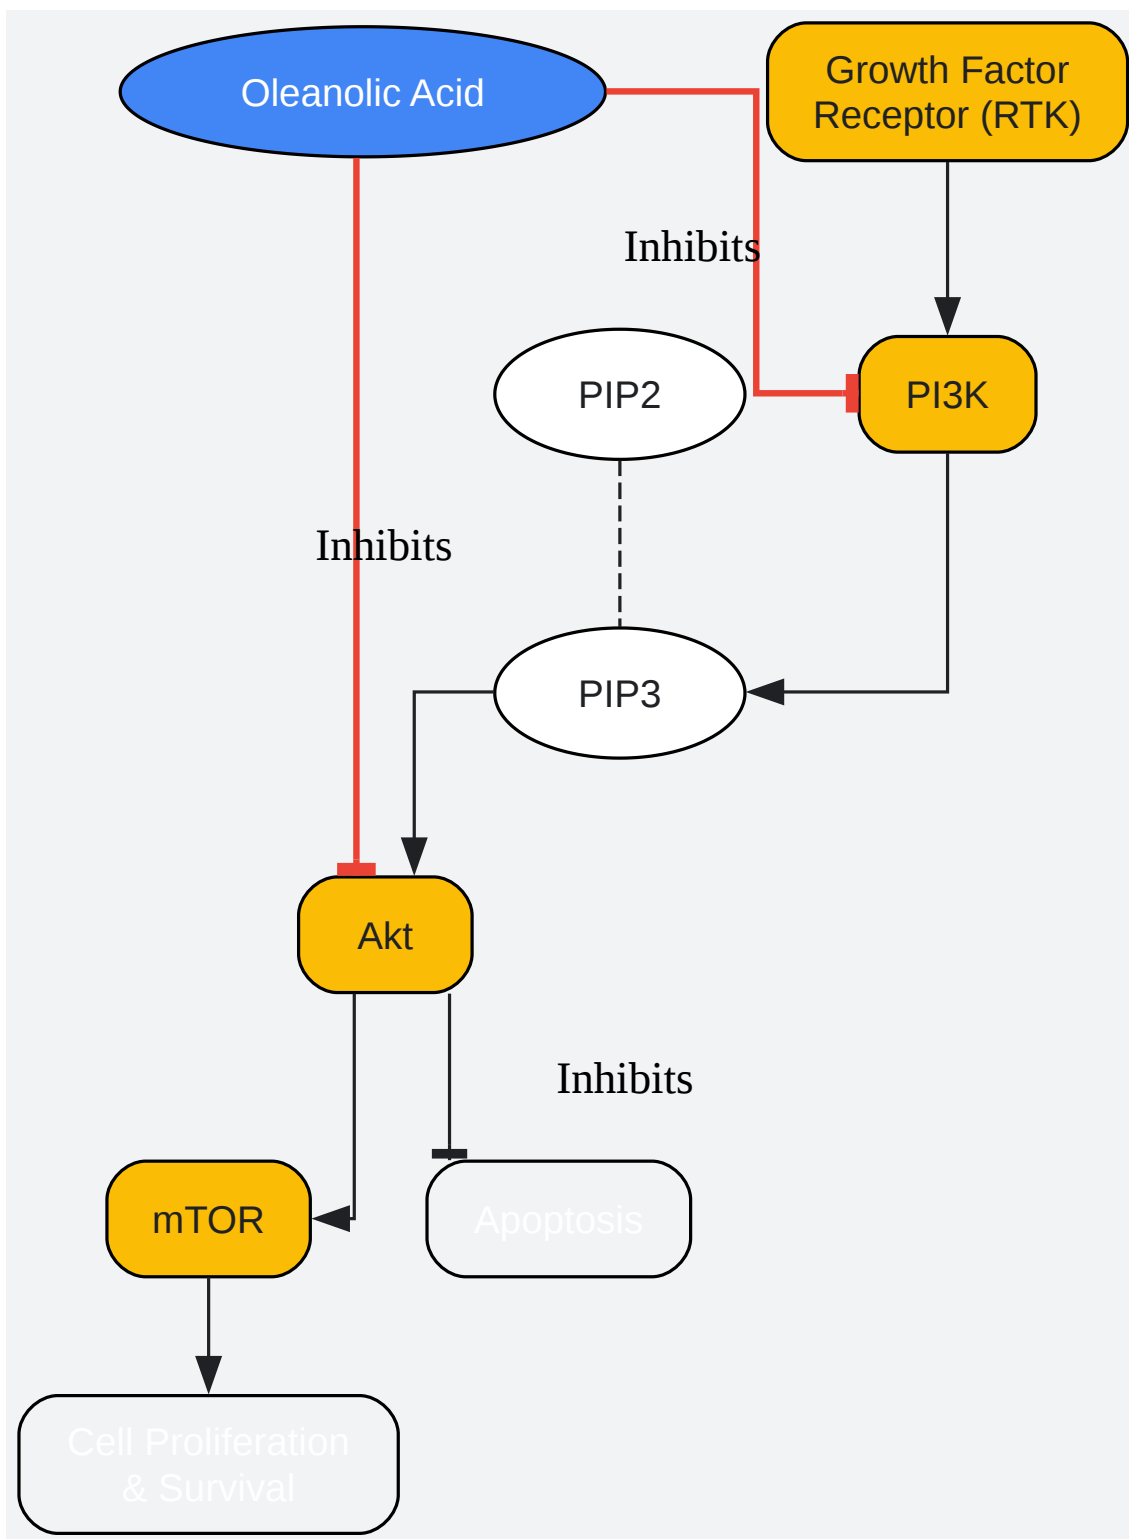 Oleanolic Acid
Growth Factor
Receptor (RTK)
Inhibits
PIP2
PI3K
Inhibits
PIP3
Akt
Inhibits
mTOR
Apoptosis
Cell Proliferation
& Survival